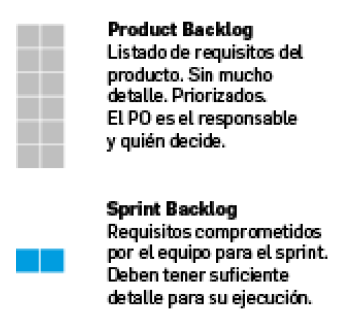 Product Backlog
Listado de requisitos del
producto. Sin mucho
detalle. Priorizados.
El PO es el responsable
y quién decide.
Sprint Backlog
Requisitos comprometidos
por el equipo para el sprint.
Deben tener suficiente
detalle para su ejecución.